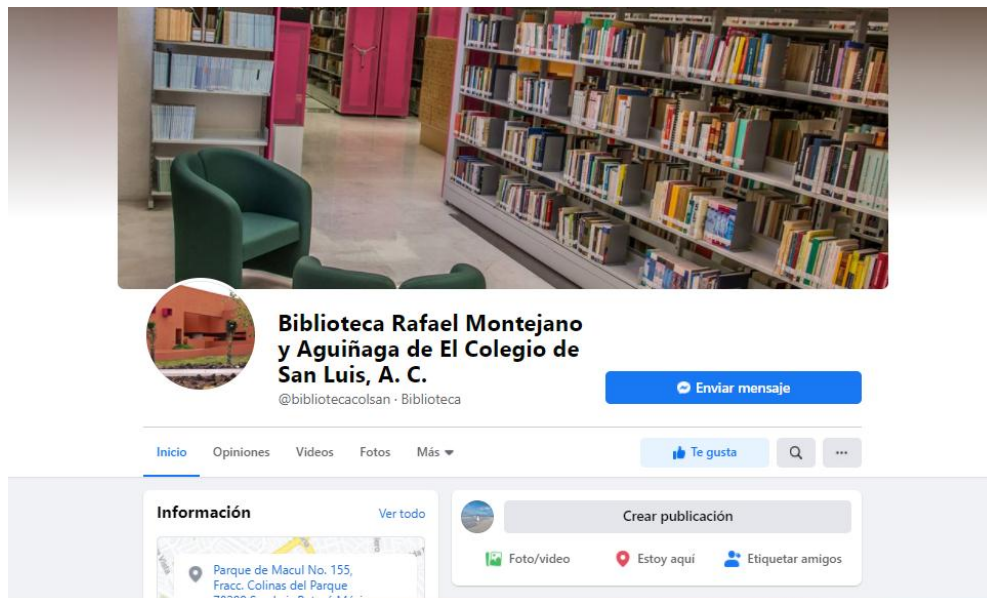 Biblioteca Rafael Montejano
y Aguiñaga de El Colegio de
San Luis, A. C.
@bibliotecacolsan · Biblioteca
Enviar mensaje
Inicio Opiniones Videos Fotos Más
Te gusta
Información
Ver todo
Parque de Macul No. 155,
Fracc. Colinas del Parque
Crear publicación
Foto/video Estoy aquí Etiquetar amigos